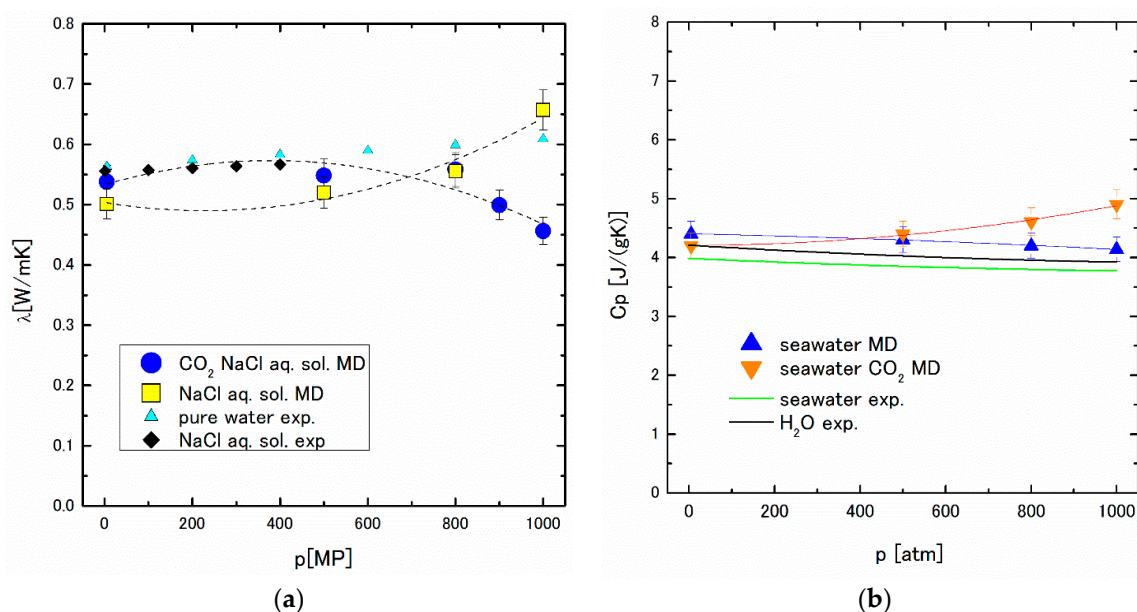 0.8
0.7
0.6
0.5
0.4
0.3
0.2
0.1
0.0
λ[W/mK]
CO₂ NaCl aq. sol. MD
NaCl aq. sol. MD
pure water exp.
NaCl aq. sol. exp
0 200 400 600 800 1000
p[MP]
(a)
8
7
6
5
4
3
2
1
0
Cp [J/(gK)]
seawater MD
seawater CO₂ MD
seawater exp.
H₂O exp.
0 200 400 600 800 1000
p [atm]
(b)